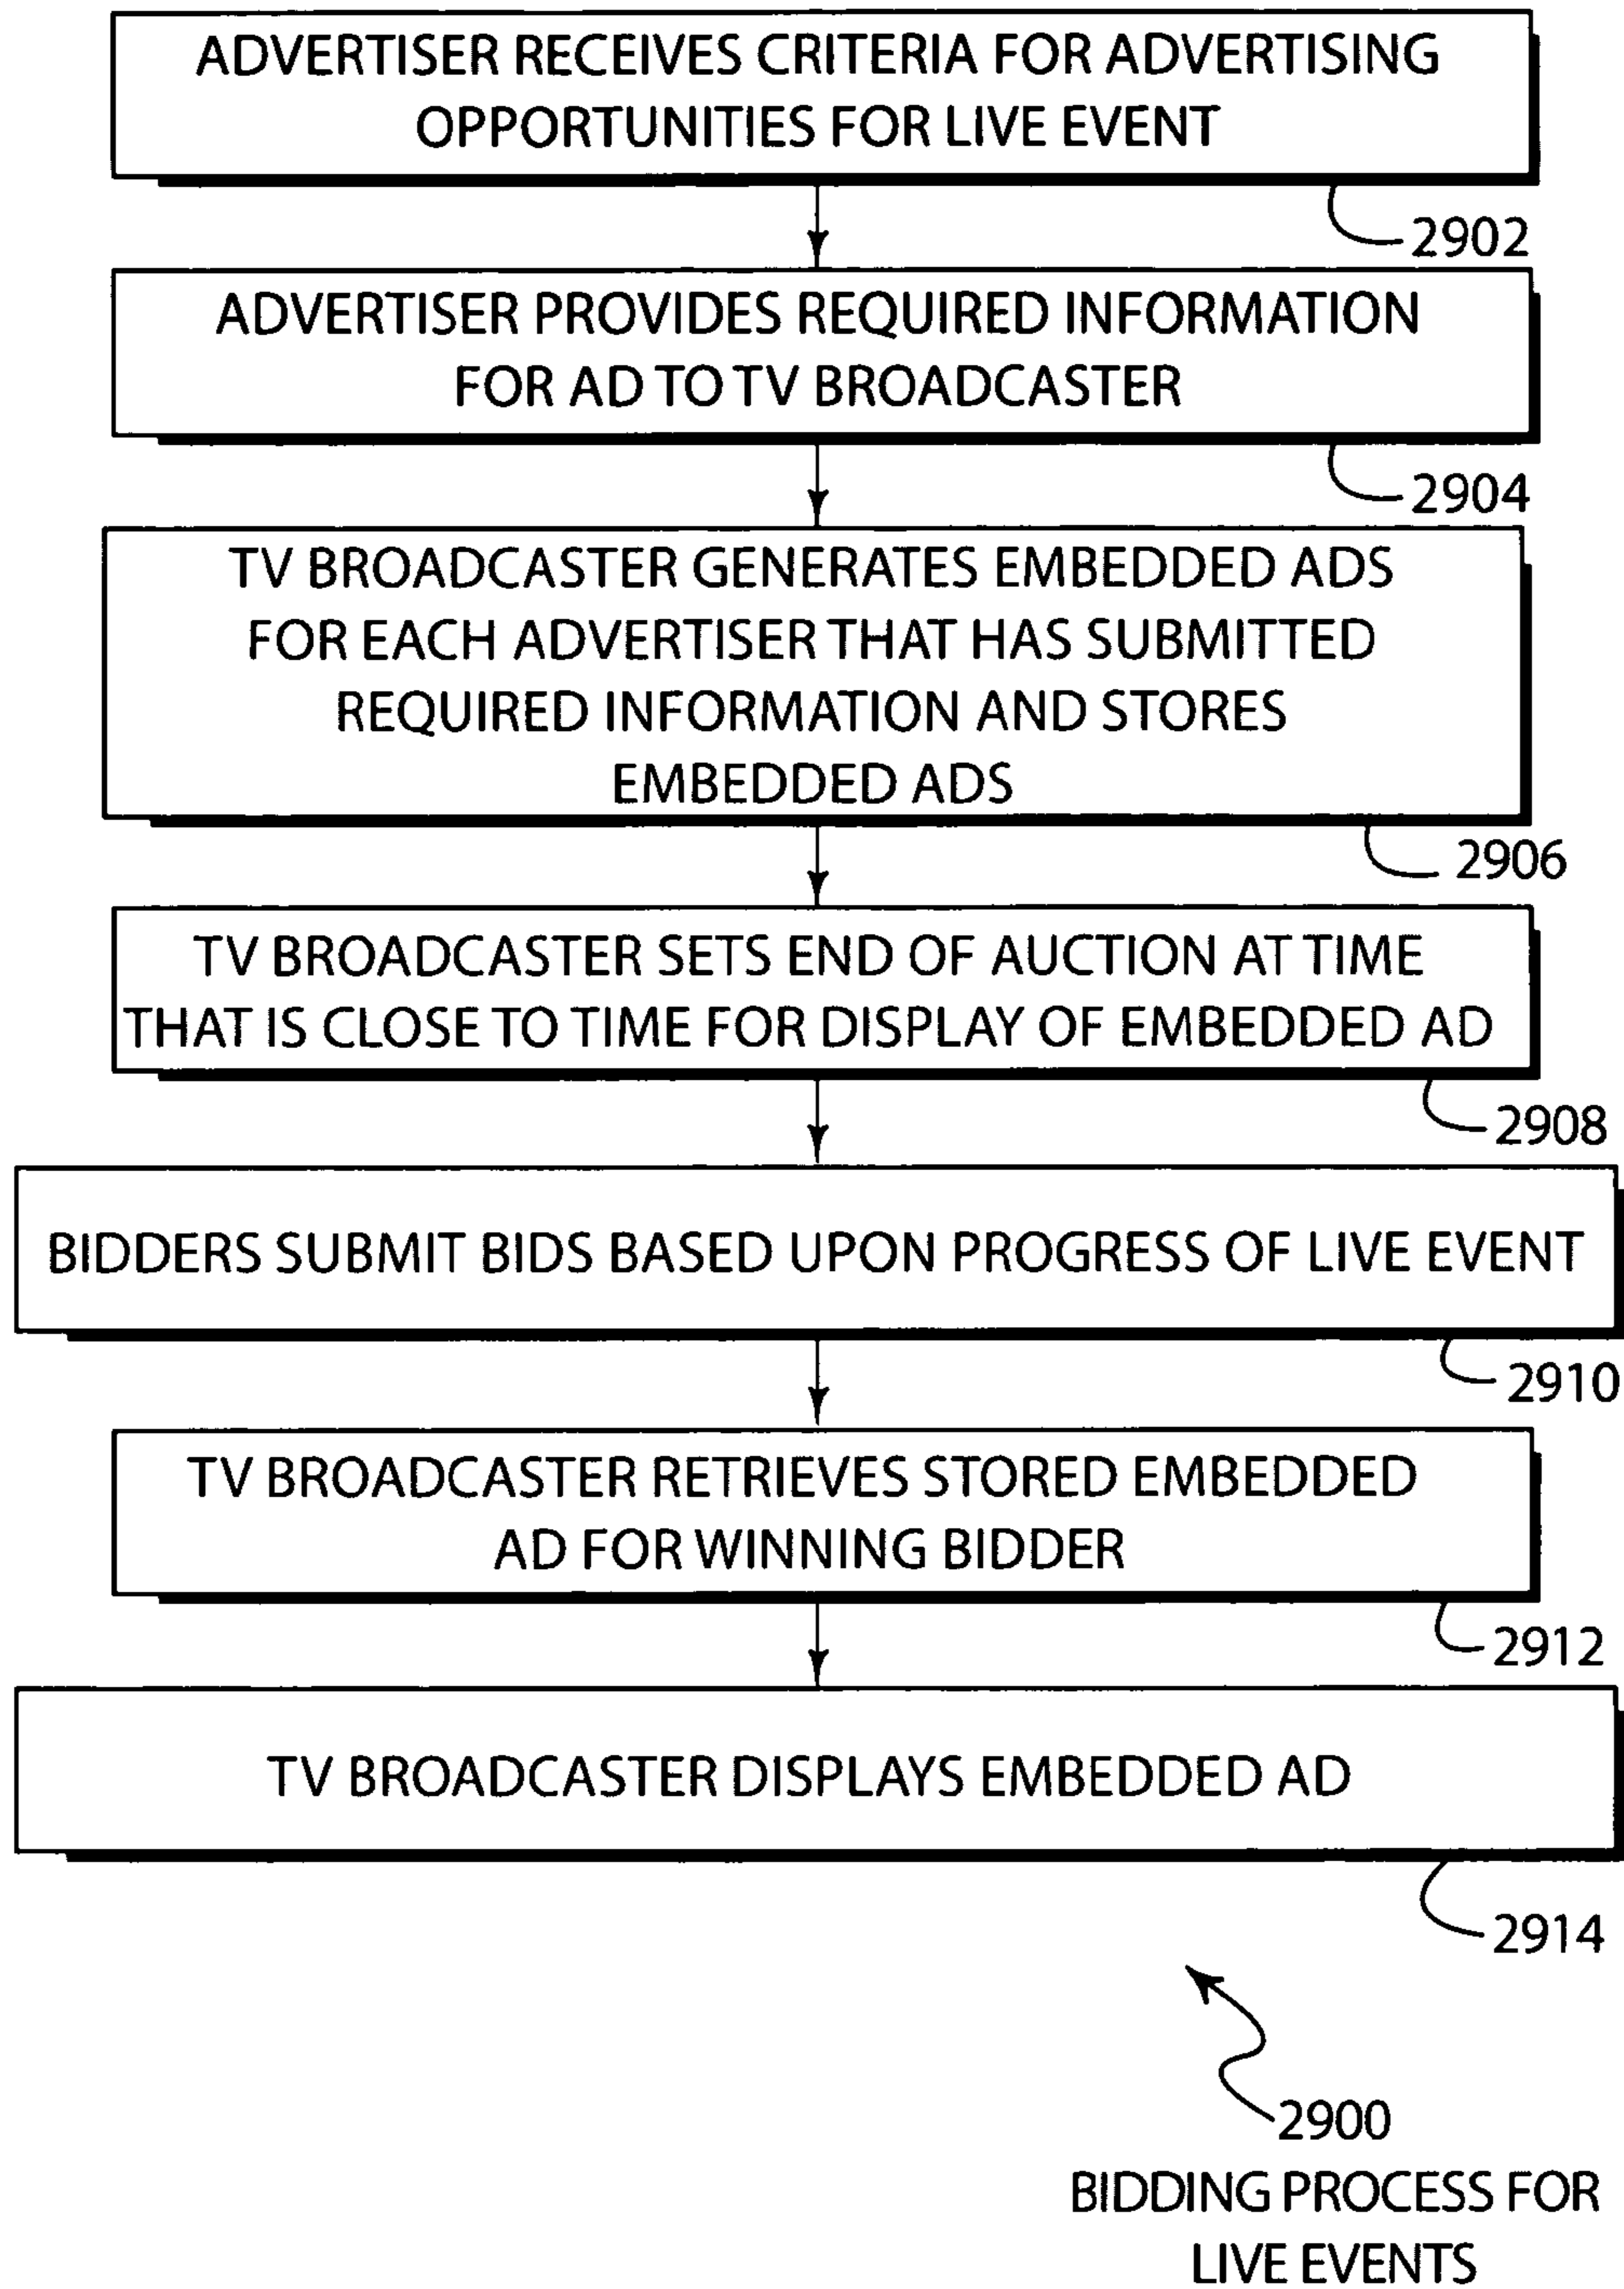 ADVERTISER RECEIVES CRITERIA FOR ADVERTISING
OPPORTUNITIES FOR LIVE EVENT
2902
ADVERTISER PROVIDES REQUIRED INFORMATION
FOR AD TO TV BROADCASTER
2904
TV BROADCASTER GENERATES EMBEDDED ADS
FOR EACH ADVERTISER THAT HAS SUBMITTED
REQUIRED INFORMATION AND STORES
EMBEDDED ADS
2906
TV BROADCASTER SETS END OF AUCTION AT TIME
THAT IS CLOSE TO TIME FOR DISPLAY OF EMBEDDED AD
2908
BIDDERS SUBMIT BIDS BASED UPON PROGRESS OF LIVE EVENT
2910
TV BROADCASTER RETRIEVES STORED EMBEDDED
AD FOR WINNING BIDDER
2912
TV BROADCASTER DISPLAYS EMBEDDED AD
2914
2900
BIDDING PROCESS FOR
LIVE EVENTS